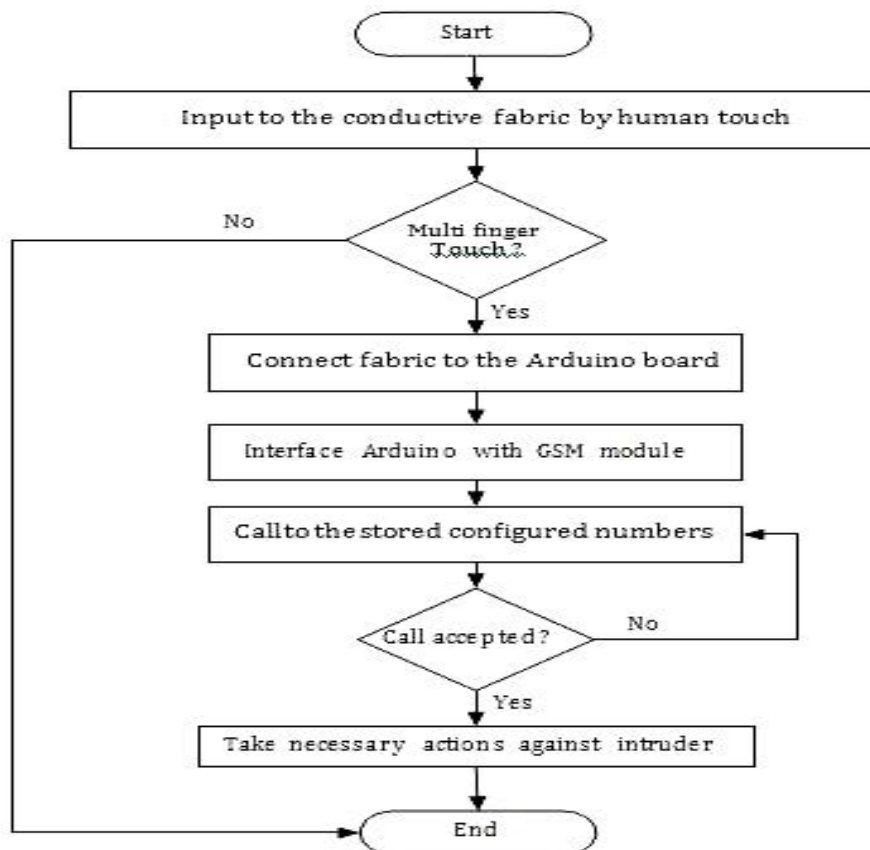 Start
Input to the conductive fabric by human touch
No
Multi finger
Touch?
Yes
Connect fabric to the Arduino board
Interface Arduino with GSM module
Call to the stored configured numbers
Call accepted?
No
Yes
Take necessary actions against intruder
End